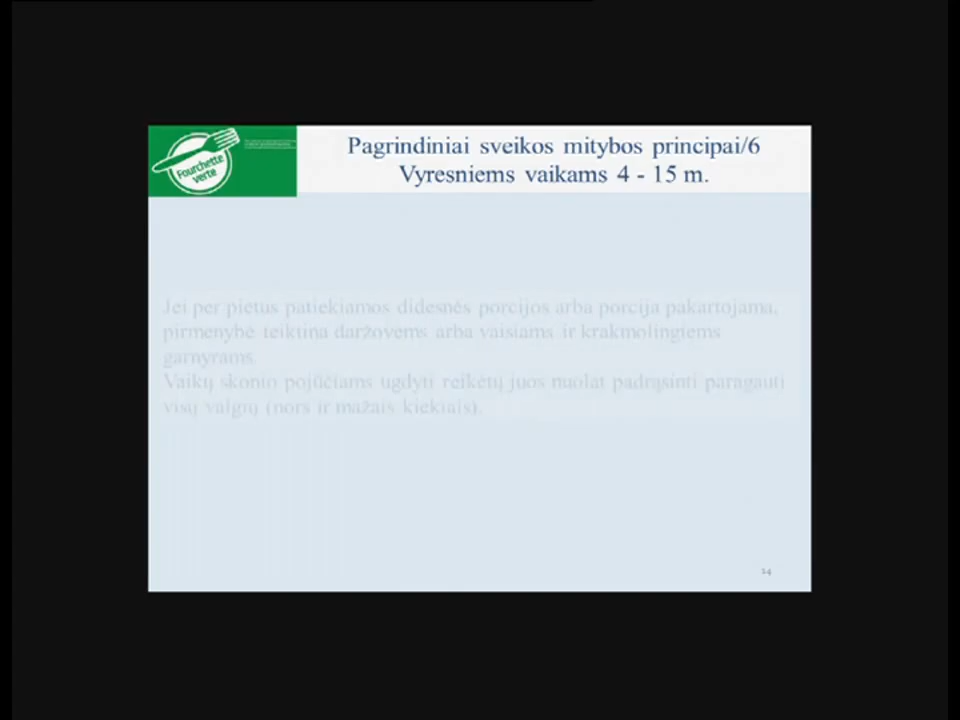 Fourchette
verte
Pagrindiniai sveikos mitybos principai/6
Vyresniems vaikams 4 - 15 m.
Jei per pietus patiekiamos didesnės porcijos arba porcija pakartojama,
pirmenybė teiktina daržovėms arba vaisiams ir krakmolingiems
garnyrams.
Vaikų skonio pojūčiams ugdyti reikėtų juos nuolat padrąsinti paragauti
visų valgių (nors ir mažais kiekiais).
14